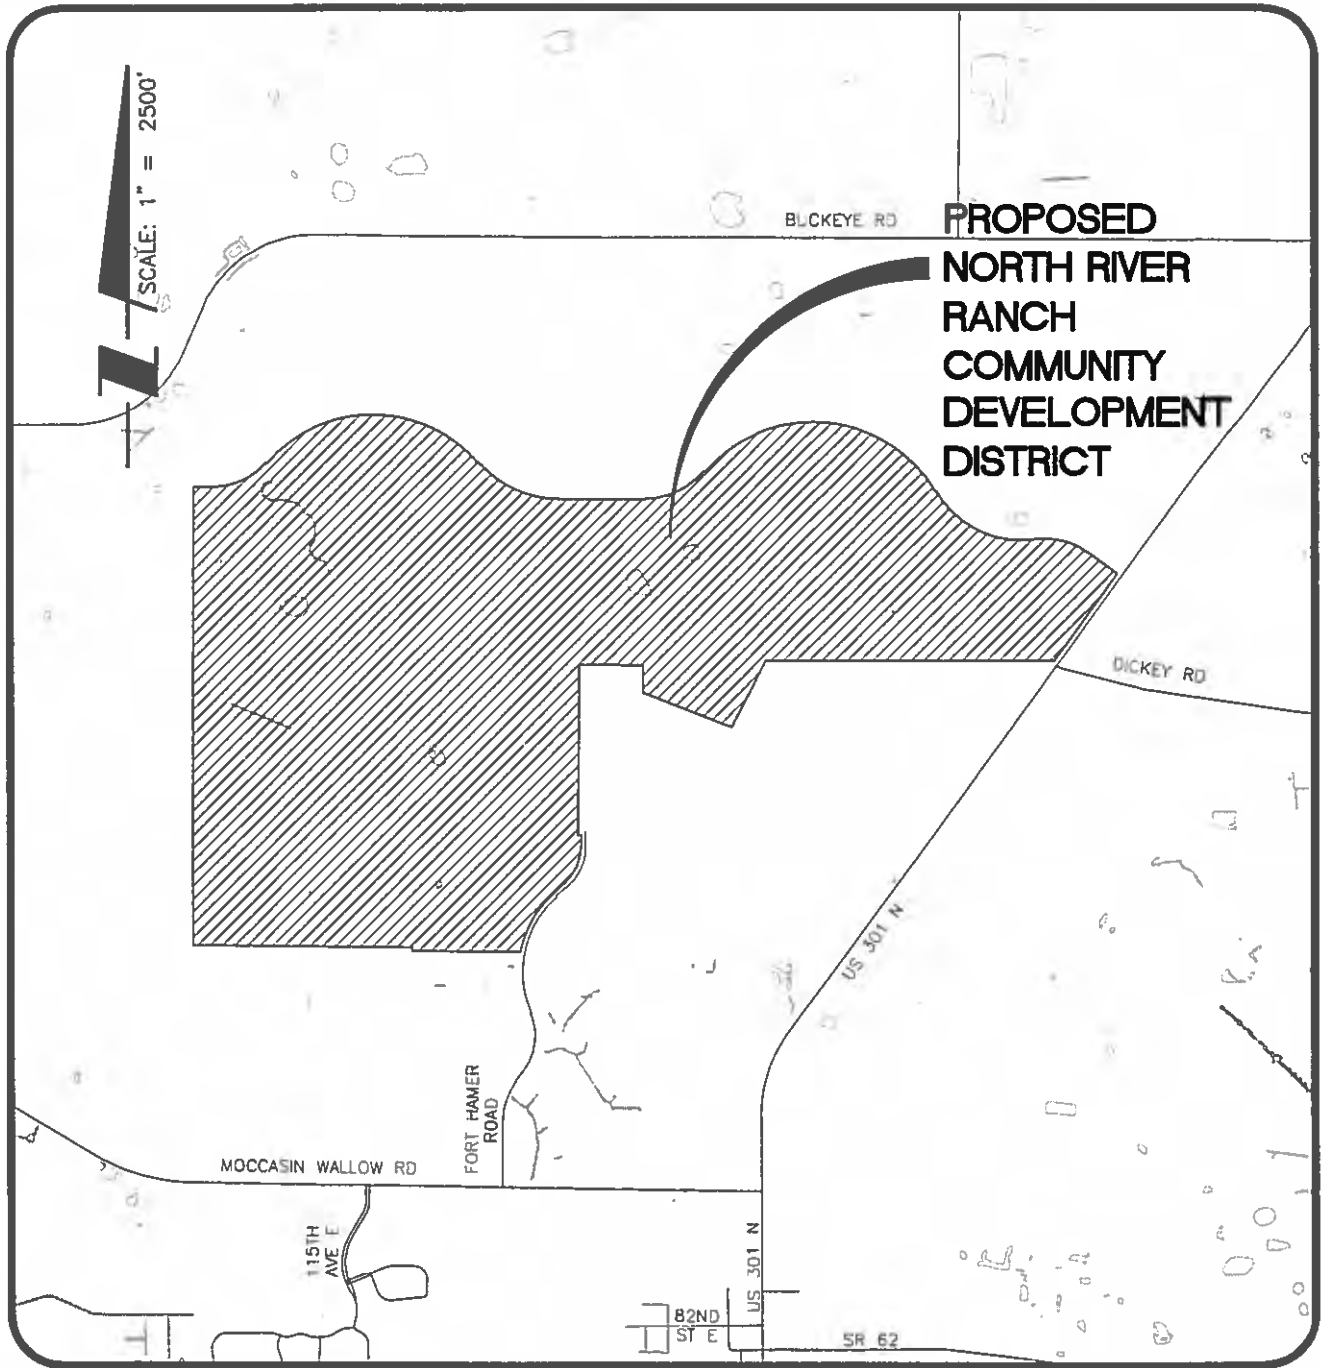 SCALE: 1" = 2500'
N
BUCKEYE RD
PROPOSED
NORTH RIVER
RANCH
COMMUNITY
DEVELOPMENT
DISTRICT
DICKEY RD
US 301 N
FORT HAMER
ROAD
MOCCASIN WALLOW RD
115TH
AVE E
US 301 N
82ND
ST E
SR 62